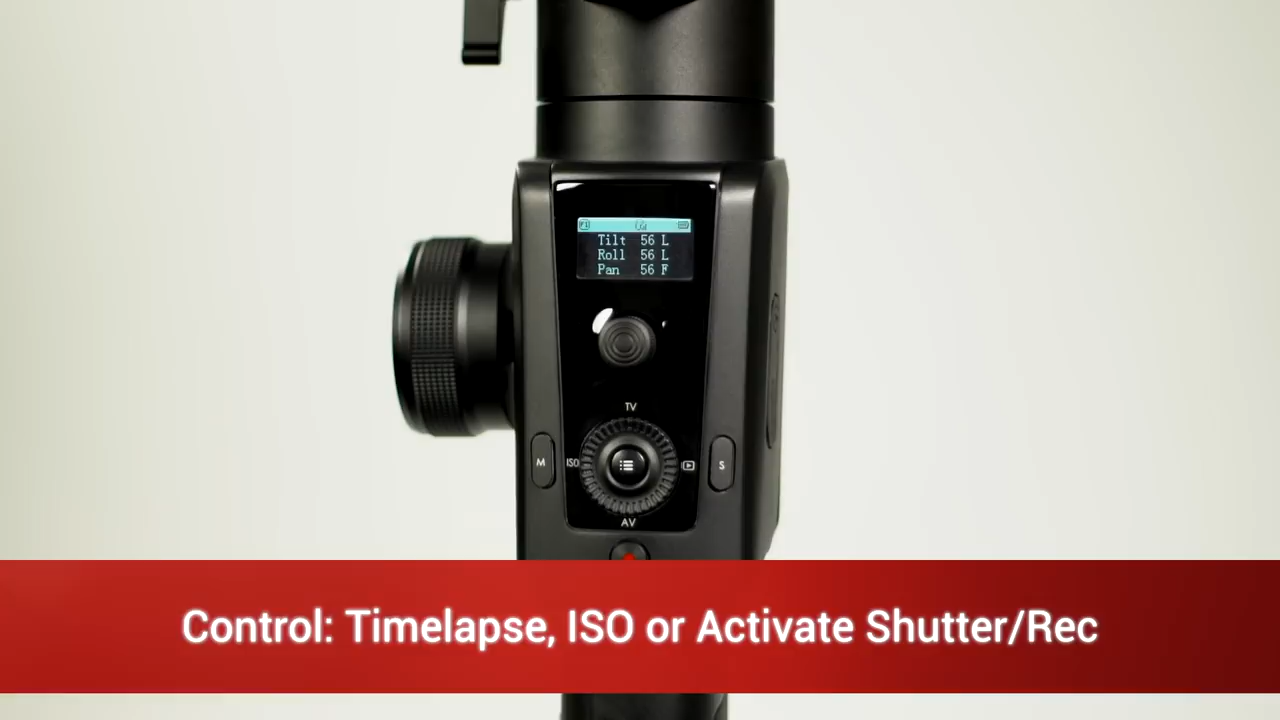 Tilt 56 L
Roll 56 L
Pan 56 F
TV
M
ISO
S
AV
Control: Timelapse, ISO or Activate Shutter/Rec